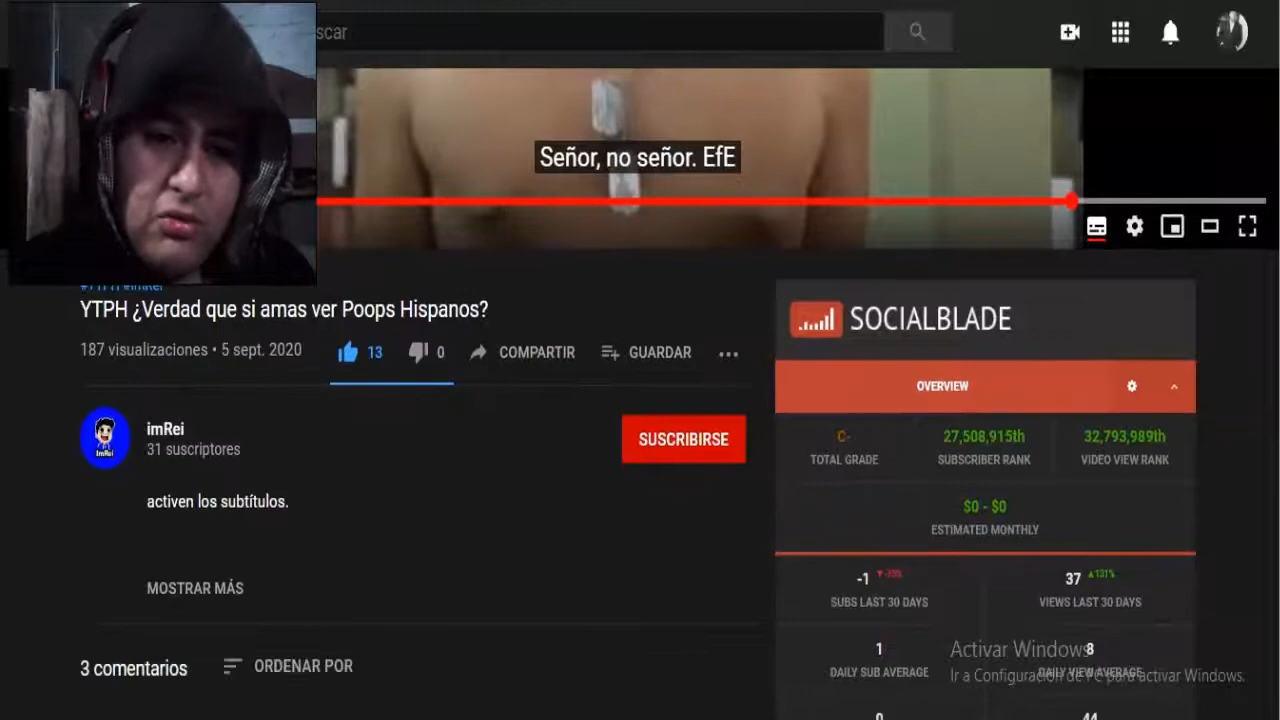 scar
Señor, no señor. EfE
YTPH ¿Verdad que si amas ver Poops Hispanos?
187 visualizaciones • 5 sept. 2020
13
0
COMPARTIR
GUARDAR
imRei
31 suscriptores
SUSCRIBIRSE
ImRei
activen los subtítulos.
MOSTRAR MÁS
3 comentarios
ORDENAR POR
SOCIALBLADE
OVERVIEW
C-
27,508,915th
32,793,989th
TOTAL GRADE
SUBSCRIBER RANK
VIDEO VIEW RANK
$0 - $0
ESTIMATED MONTHLY
-1
37 ▲131%
SUBS LAST 30 DAYS
VIEWS LAST 30 DAYS
1
8
DAILY SUB AVERAGE
DAILY VIEW AVERAGE
Activar Windows
Ir a Configuración de PC para activar Windows.